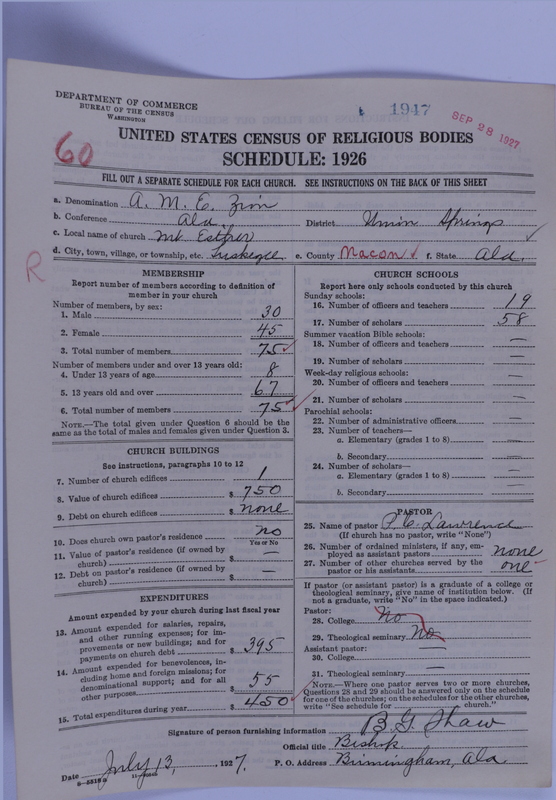 DEPARTMENT OF COMMERCE
BUREAU OF THE CENSUS
WASHINGTON
1947
SEP 28 1927
60
UNITED STATES CENSUS OF RELIGIOUS BODIES
SCHEDULE: 1926
FILL OUT A SEPARATE SCHEDULE FOR EACH CHURCH. SEE INSTRUCTIONS ON THE BACK OF THIS SHEET
a. Denomination A. M. E. Zion
b. Conference Ala. District Union Springs
c. Local name of church Mt Esther
d. City, town, village, or township, etc. Tuskegee e. County Macon f. State Ala.
R
MEMBERSHIP
Report number of members according to definition of
member in your church
Number of members, by sex:
1. Male 30
2. Female 45
3. Total number of members 75
Number of members under and over 13 years old:
4. Under 13 years of age 8
5. 13 years old and over 67
6. Total number of members 75
NOTE.—The total given under Question 6 should be the
same as the total of males and females given under Question 3.
CHURCH BUILDINGS
See instructions, paragraphs 10 to 12
7. Number of church edifices 1
8. Value of church edifices $ 750
9. Debt on church edifices $ none
10. Does church own pastor's residence no
Yes or No
11. Value of pastor's residence (if owned by
church) $ —
12. Debt on pastor's residence (if owned by
church) $ —
EXPENDITURES
Amount expended by your church during last fiscal year
13. Amount expended for salaries, repairs,
and other running expenses; for im-
provements or new buildings; and for
payments on church debt $ 395
14. Amount expended for benevolences, in-
cluding home and foreign missions; for
denominational support; and for all
other purposes $ 55
15. Total expenditures during year $ 450
CHURCH SCHOOLS
Report here only schools conducted by this church
Sunday schools:
16. Number of officers and teachers 19
17. Number of scholars 58
Summer vacation Bible schools:
18. Number of officers and teachers —
19. Number of scholars —
Week-day religious schools:
20. Number of officers and teachers —
21. Number of scholars —
Parochial schools:
22. Number of administrative officers —
23. Number of teachers—
a. Elementary (grades 1 to 8) —
b. Secondary —
24. Number of scholars—
a. Elementary (grades 1 to 8) —
b. Secondary —
PASTOR
25. Name of pastor P. C. Lawrence
(If church has no pastor, write "None")
26. Number of ordained ministers, if any, em-
ployed as assistant pastors none
27. Number of other churches served by the
pastor or his assistants one
If pastor (or assistant pastor) is a graduate of a college or
theological seminary, give name of institution below. (If
not a graduate, write "No" in the space indicated.)
Pastor:
28. College No
29. Theological seminary No
Assistant pastor:
30. College —
31. Theological seminary —
NOTE.—Where one pastor serves two or more churches,
Questions 28 and 29 should be answered only on the schedule
for one of the churches; on the schedules for the other churches,
write "See schedule for church."
Signature of person furnishing information B G Shaw
Official title Bishop
Date July 13, 1927. P. O. Address Birmingham, Ala